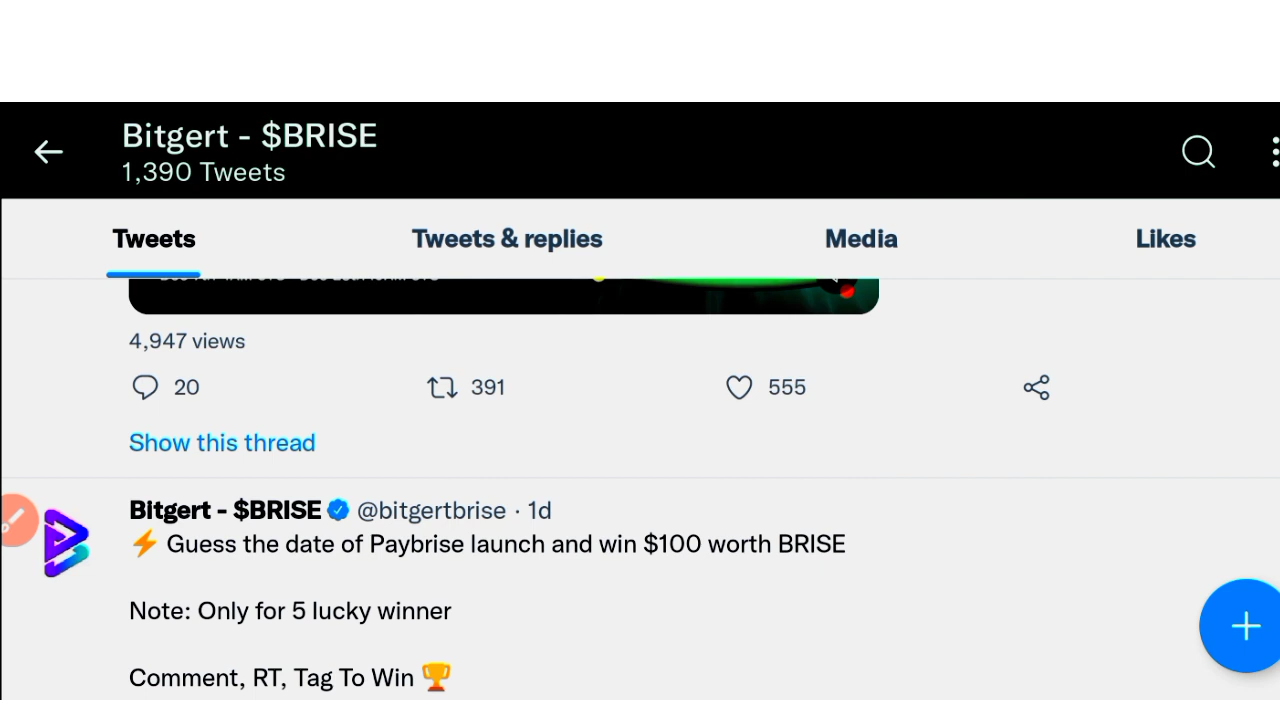 Bitgert - $BRISE
1,390 Tweets
Tweets Tweets & replies Media Likes
4,947 views
20 391 555
Show this thread
Bitgert - $BRISE @bitgertbrise · 1d
⚡ Guess the date of Paybrise launch and win $100 worth BRISE
Note: Only for 5 lucky winner
Comment, RT, Tag To Win 🏆